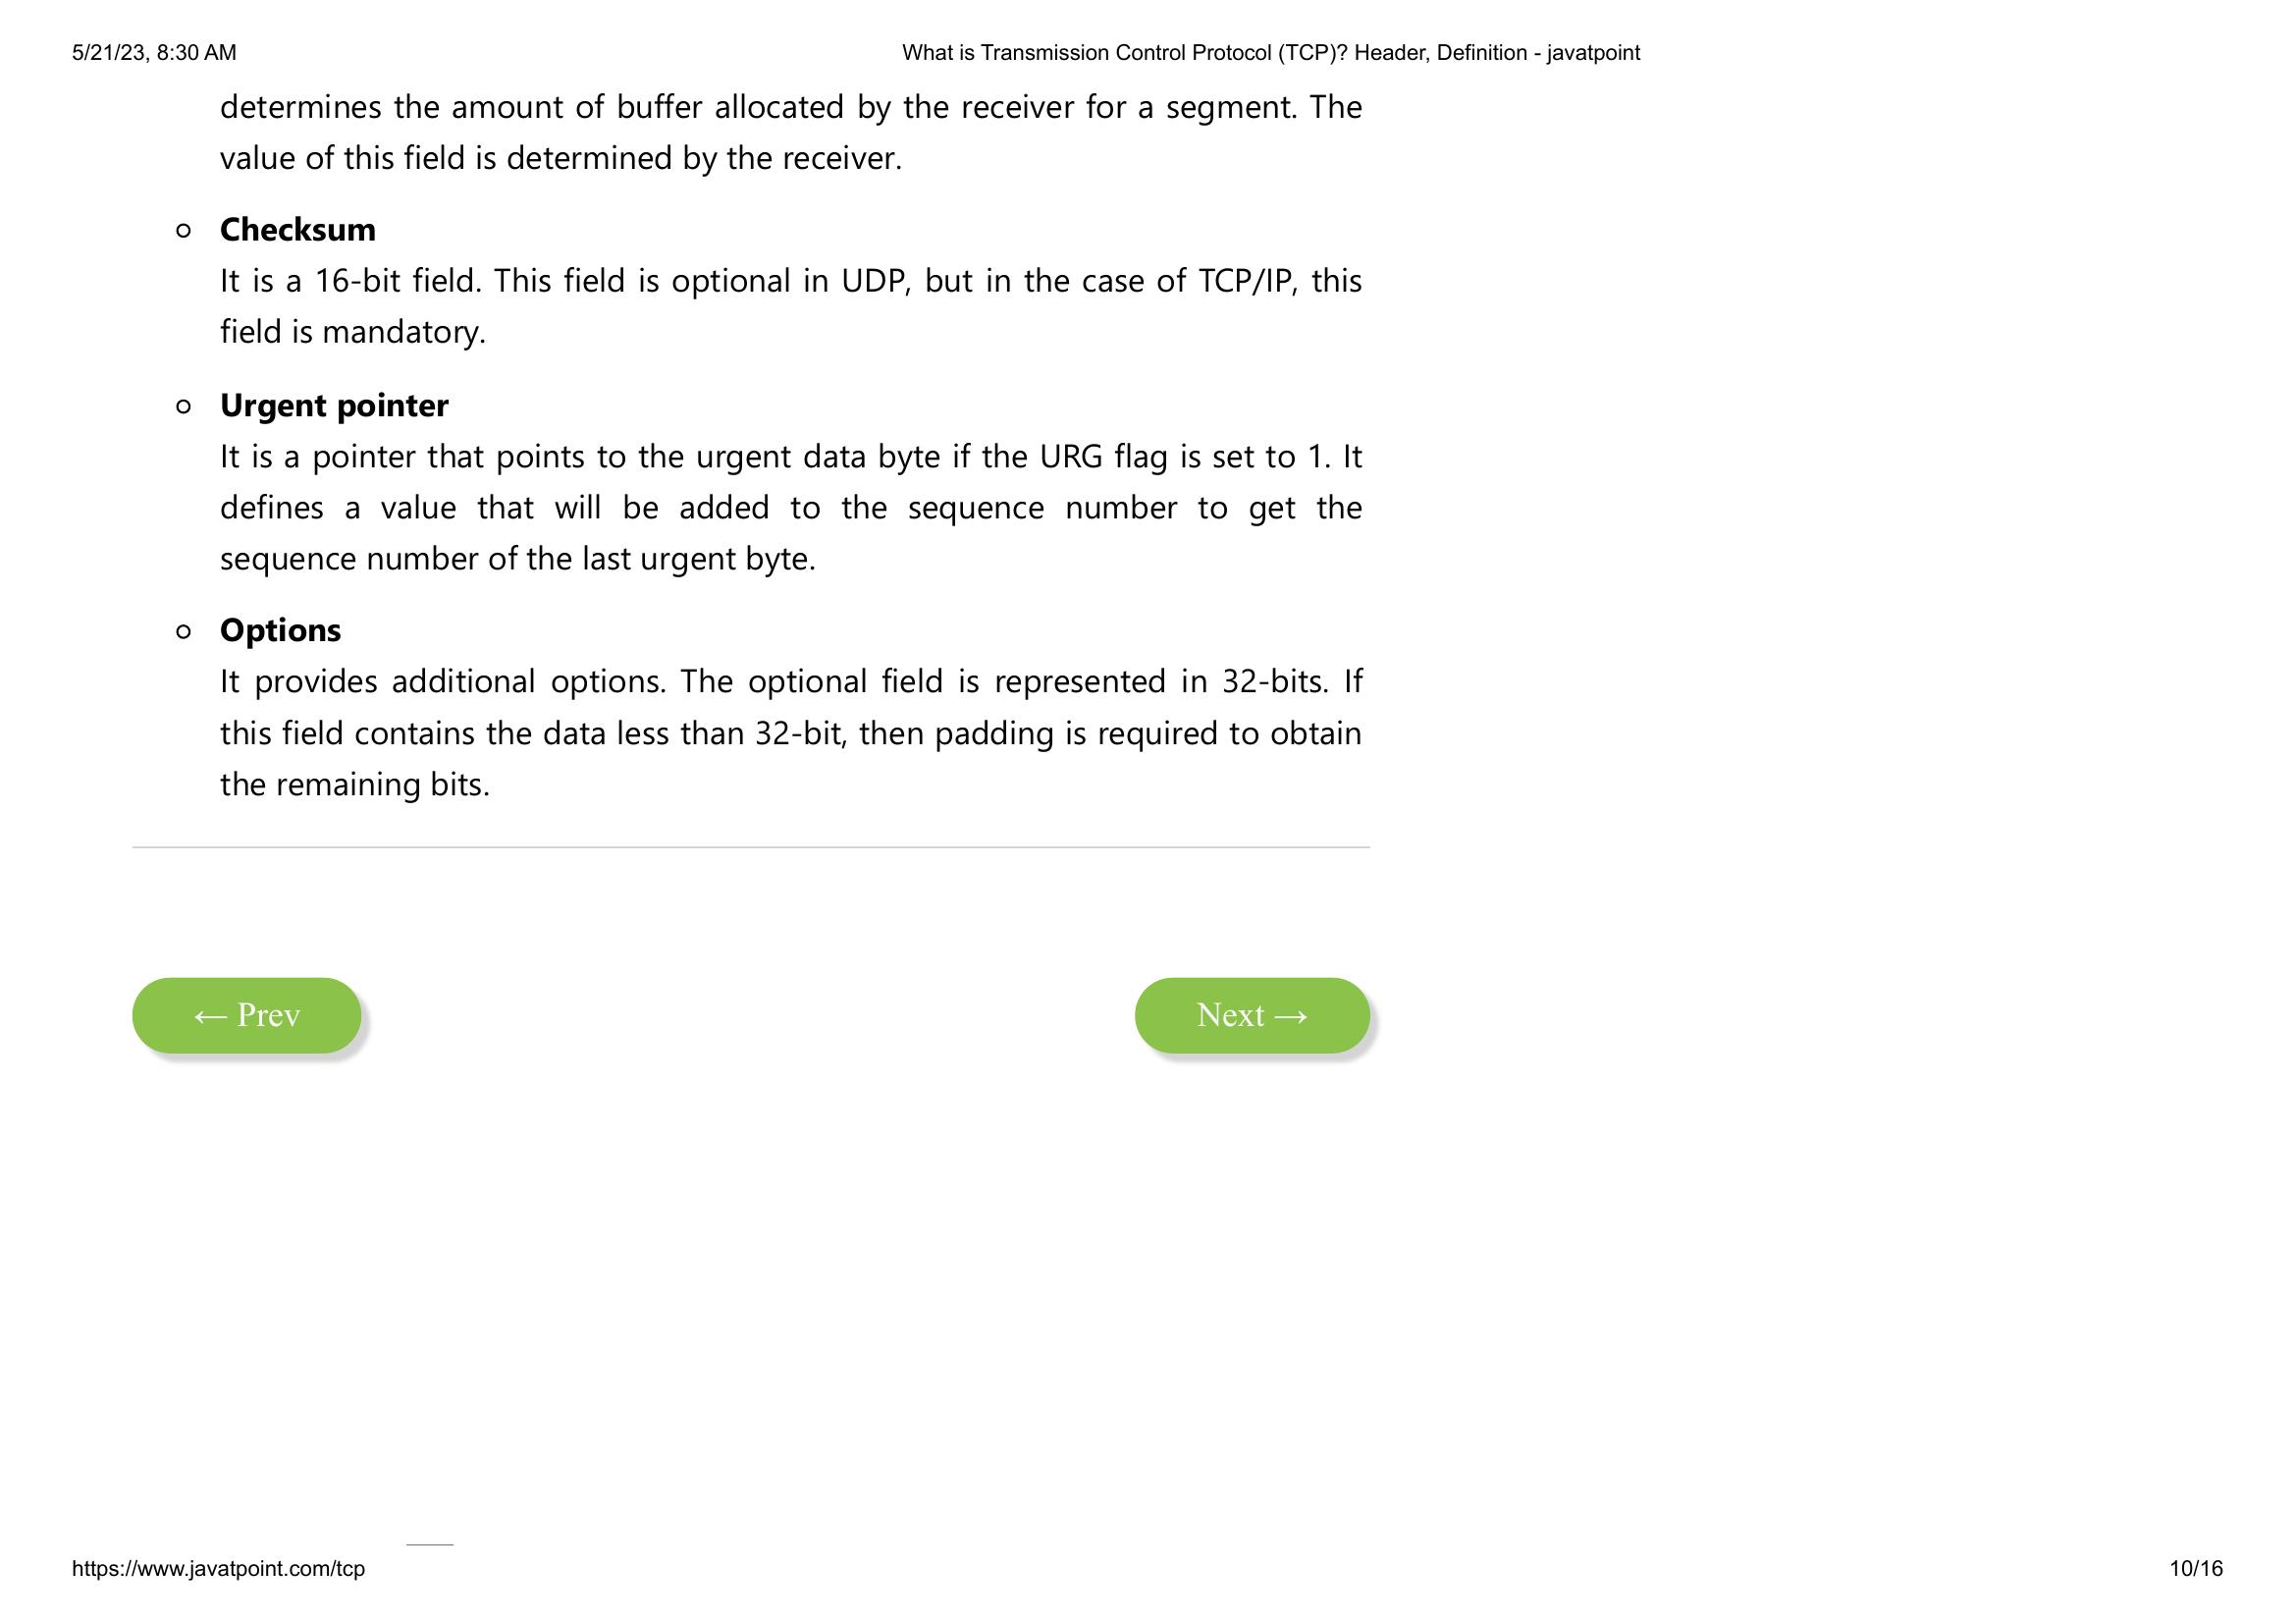 5/21/23, 8:30 AM
What is Transmission Control Protocol (TCP)? Header, Definition - javatpoint
determines the amount of buffer allocated by the receiver for a segment. The
value of this field is determined by the receiver.
Checksum
It is a 16-bit field. This field is optional in UDP, but in the case of TCP/IP, this
field is mandatory.
Urgent pointer
It is a pointer that points to the urgent data byte if the URG flag is set to 1. It
defines a value that will be added to the sequence number to get the
sequence number of the last urgent byte.
Options
It provides additional options. The optional field is represented in 32-bits. If
this field contains the data less than 32-bit, then padding is required to obtain
the remaining bits.
← Prev
Next →
https://www.javatpoint.com/tcp
10/16